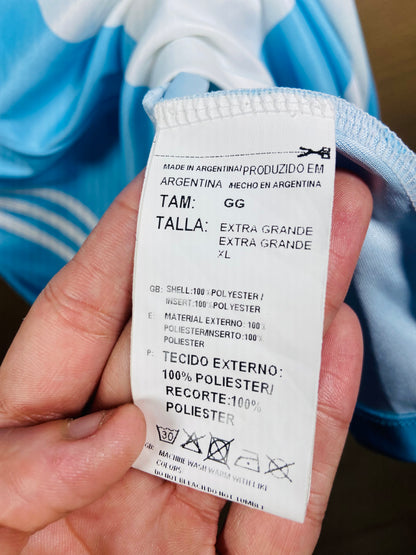 MADE IN ARGENTINA/PRODUZIDO EM
ARGENTINA/HECHO EN ARGENTINA
TAM: GG
TALLA: EXTRA GRANDE
EXTRA GRANDE
XL
GB: SHELL:100% POLYESTER/
INSERT:100% POLYESTER
E: MATERIAL EXTERNO: 100%
POLIESTER/INSERTO: 100%
POLIESTER
P: TECIDO EXTERNO:
100% POLIESTER/
RECORTE:100%
POLIESTER
30
GB: MACHINE WASH WARM WITH LIKE
COLORS:
DO NOT BLEACH DO NOT TUMBLE